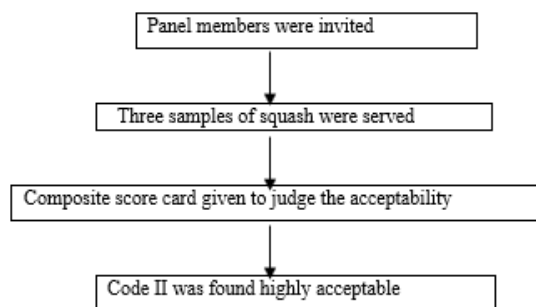 Panel members were invited
Three samples of squash were served
Composite score card given to judge the acceptability
Code II was found highly acceptable